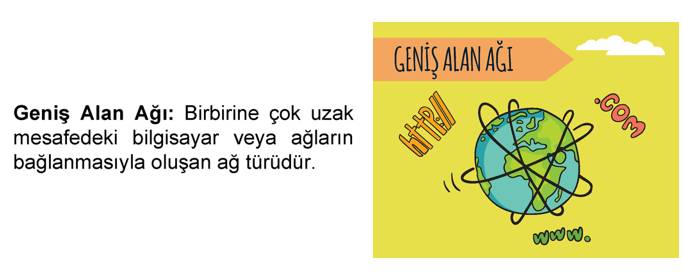 Geniş Alan Ağı: Birbirine çok uzak
mesafedeki bilgisayar veya ağların
bağlanmasıyla oluşan ağ türüdür.
GENİŞ ALAN AĞI
http://
.com
www.